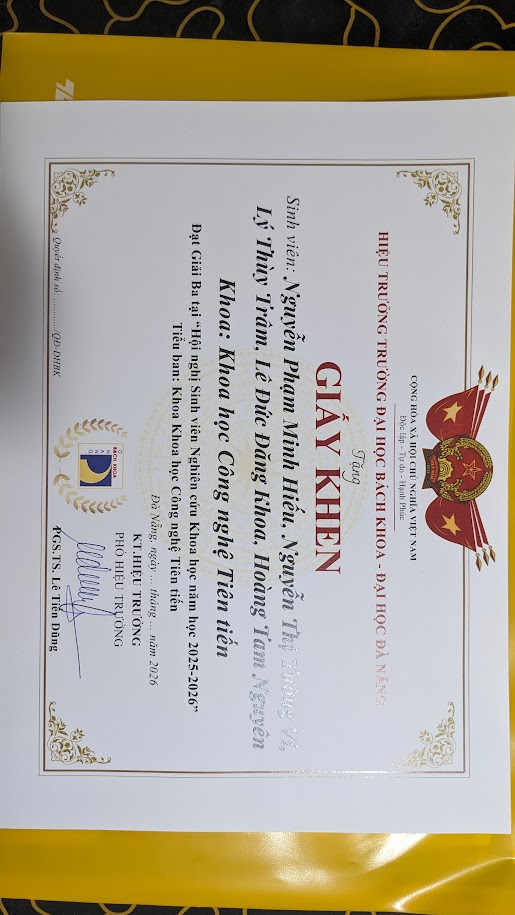 CỘNG HÒA XÃ HỘI CHỦ NGHĨA VIỆT NAM
Độc lập - Tự do - Hạnh Phúc
HIỆU TRƯỞNG TRƯỜNG ĐẠI HỌC BÁCH KHOA - ĐẠI HỌC ĐÀ NẴNG
Tặng
GIẤY KHEN
Sinh viên: Nguyễn Phạm Minh Hiếu, Nguyễn Thị Tường Vi,
Lý Thùy Trâm, Lê Đức Đăng Khoa, Hoàng Tam Nguyên
Khoa: Khoa học Công nghệ Tiên tiến
Đạt Giải Ba tại “Hội nghị Sinh viên Nghiên cứu Khoa học năm học 2025-2026”
Tiểu ban: Khoa Khoa học Công nghệ Tiên tiến
Đà Nẵng, ngày ... tháng ... năm 2026
KT.HIỆU TRƯỞNG
PHÓ HIỆU TRƯỞNG
BÁCH KHOA
PGS.TS. Lê Tiến Dũng
Quyết định số: ............/QĐ-ĐHBK